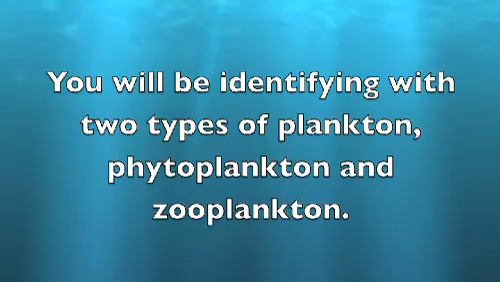 You will be identifying with
two types of plankton,
phytoplankton and
zooplankton.